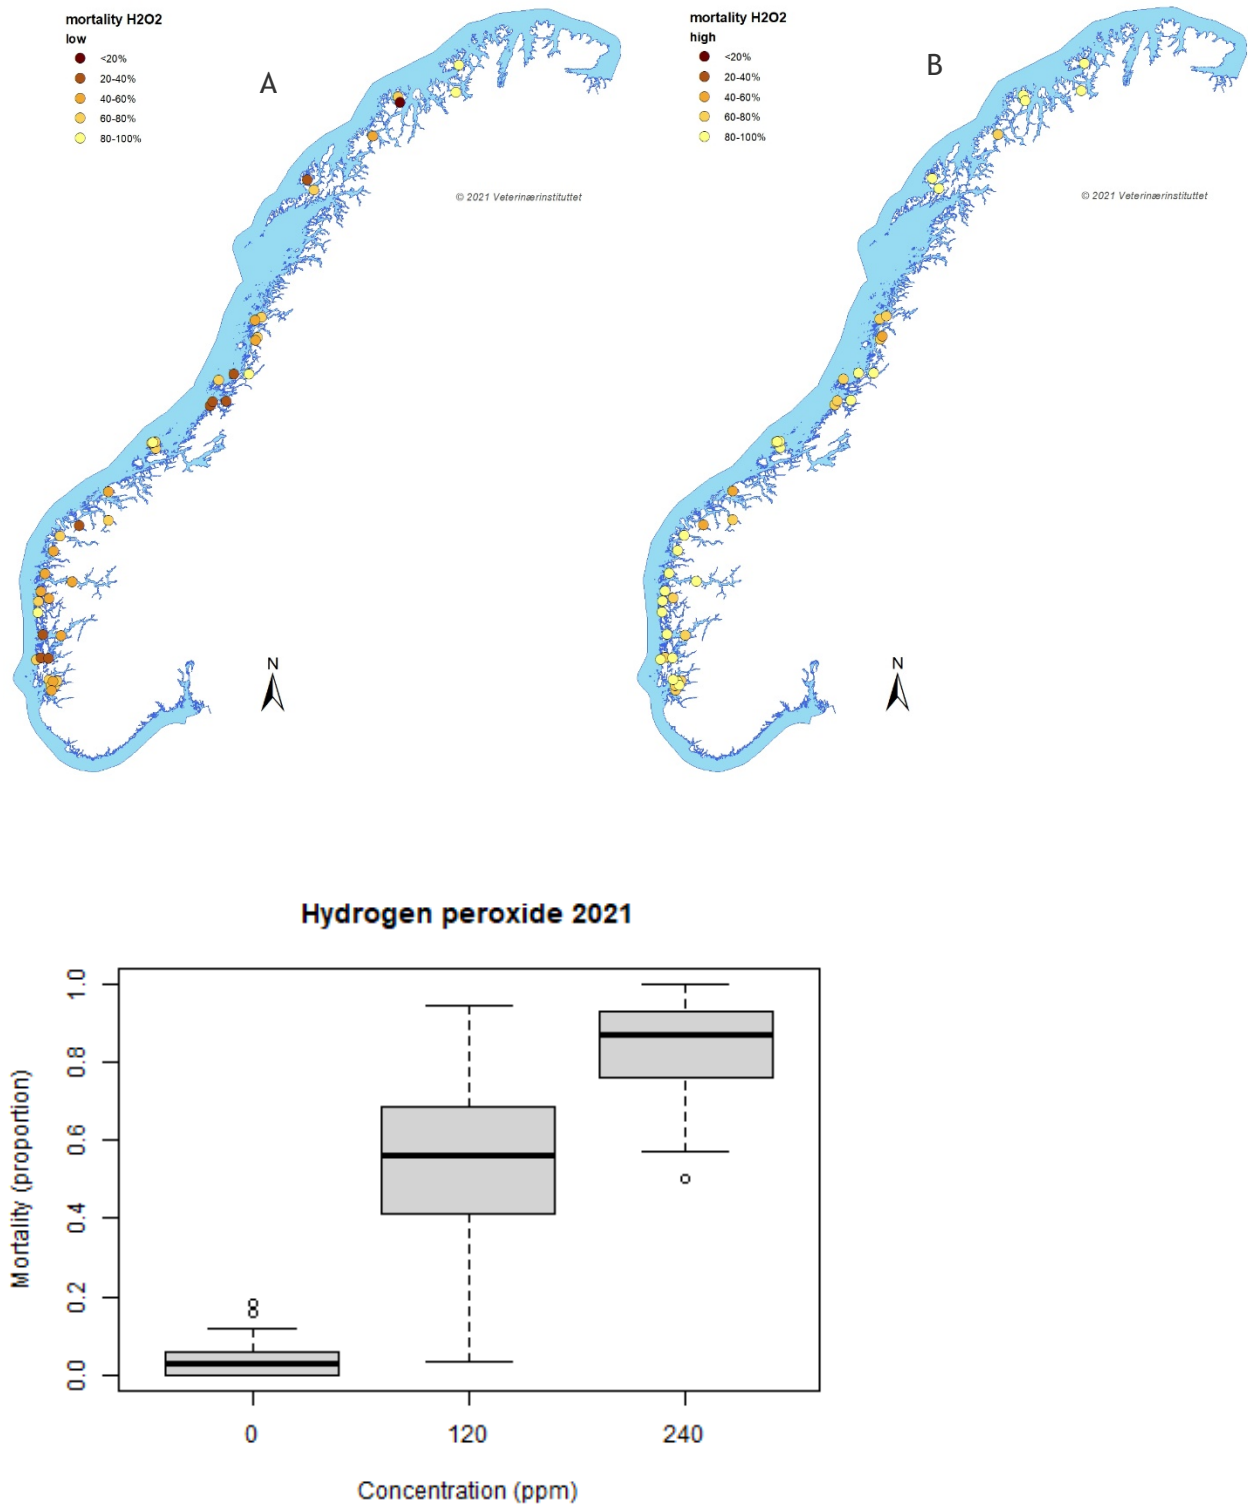 mortality H2O2
low
<20%
20-40%
40-60%
60-80%
80-100%
A
© 2021 Veterinærinstituttet
N
mortality H2O2
high
<20%
20-40%
40-60%
60-80%
80-100%
B
© 2021 Veterinærinstituttet
N
Hydrogen peroxide 2021
Mortality (proportion)
1.0
0.8
0.6
0.4
0.2
0.0
0 120 240
Concentration (ppm)